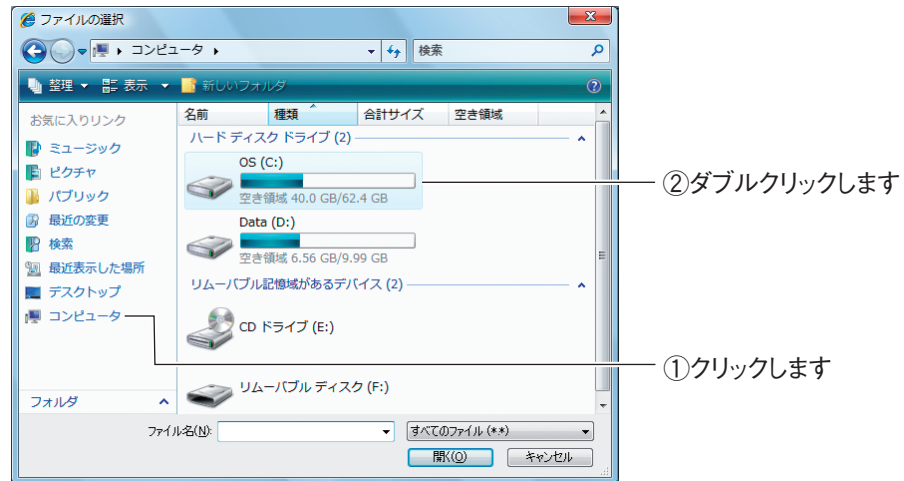 ファイルの選択
コンピュータ
検索
整理 表示 新しいフォルダ
お気に入りリンク
ミュージック
ピクチャ
パブリック
最近の変更
検索
最近表示した場所
デスクトップ
コンピュータ
フォルダ
名前 種類 合計サイズ 空き領域
ハード ディスク ドライブ (2)
OS (C:)
空き領域 40.0 GB/62.4 GB
Data (D:)
空き領域 6.56 GB/9.99 GB
リムーバブル記憶域があるデバイス (2)
CD ドライブ (E:)
リムーバブル ディスク (F:)
ファイル名(N):
すべてのファイル (*.*)
開く(O) キャンセル
②ダブルクリックします
①クリックします